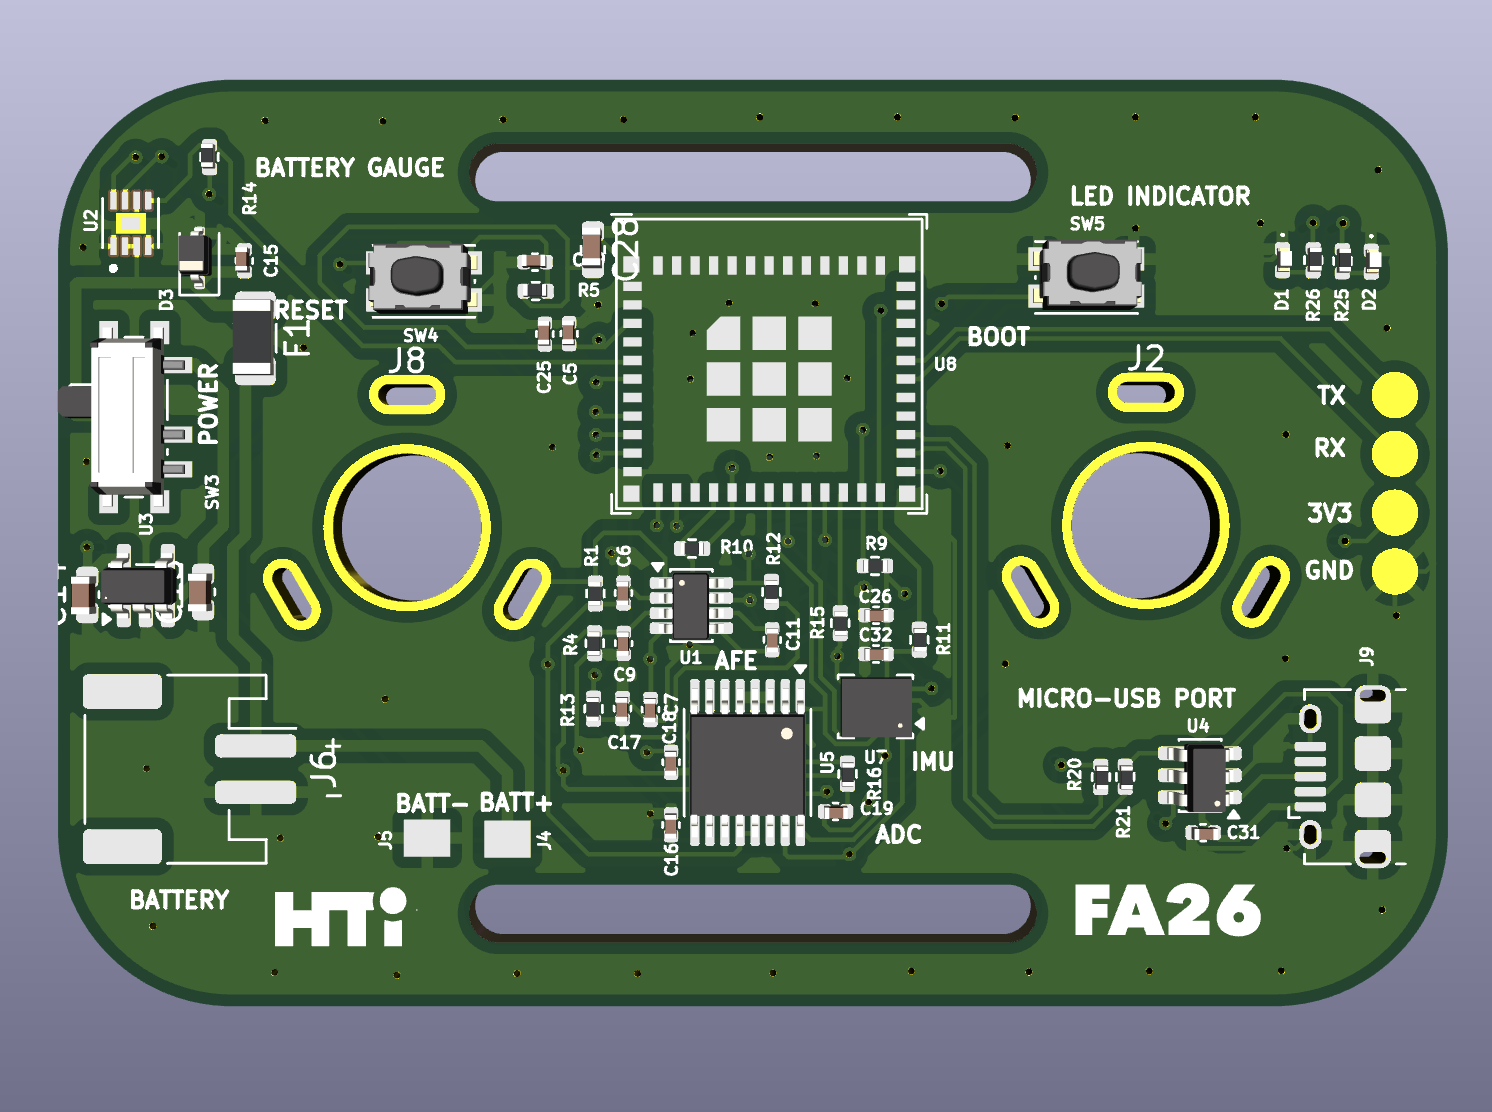 BATTERY GAUGE
LED INDICATOR
R14
U2
SW5
C15
C28
R5
D3
RESET
F1
D1
R26
R25
D2
SW4
BOOT
J8
C25
C5
U8
J2
POWER
TX
RX
SW3
U3
3V3
R1
C6
R10
R12
R9
GND
C26
R15
C32
R11
R4
C11
U1
AFE
J9
C9
R13
C7
C17
C18
MICRO-USB PORT
U4
J6
+
-
U5
IMU
R16
R20
R21
BATT-
BATT+
C19
J5
J4
C16
ADC
C31
BATTERY
HTi
FA26